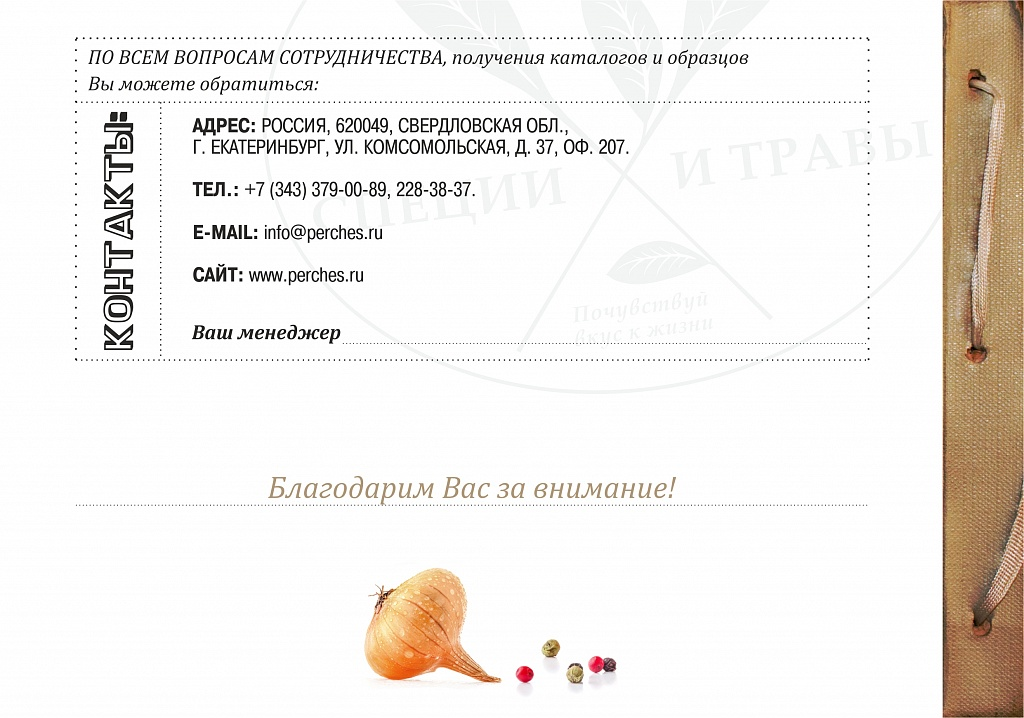 ПО ВСЕМ ВОПРОСАМ СОТРУДНИЧЕСТВА, получения каталогов и образцов
Вы можете обратиться:
КОНТАКТЫ:
АДРЕС: РОССИЯ, 620049, СВЕРДЛОВСКАЯ ОБЛ.,
Г. ЕКАТЕРИНБУРГ, УЛ. КОМСОМОЛЬСКАЯ, Д. 37, ОФ. 207.
ТЕЛ.: +7 (343) 379-00-89, 228-38-37.
E-MAIL: info@perches.ru
САЙТ: www.perches.ru
Ваш менеджер
СПЕЦИИ И ТРАВЫ
Почувствуй
вкус к жизни
Благодарим Вас за внимание!